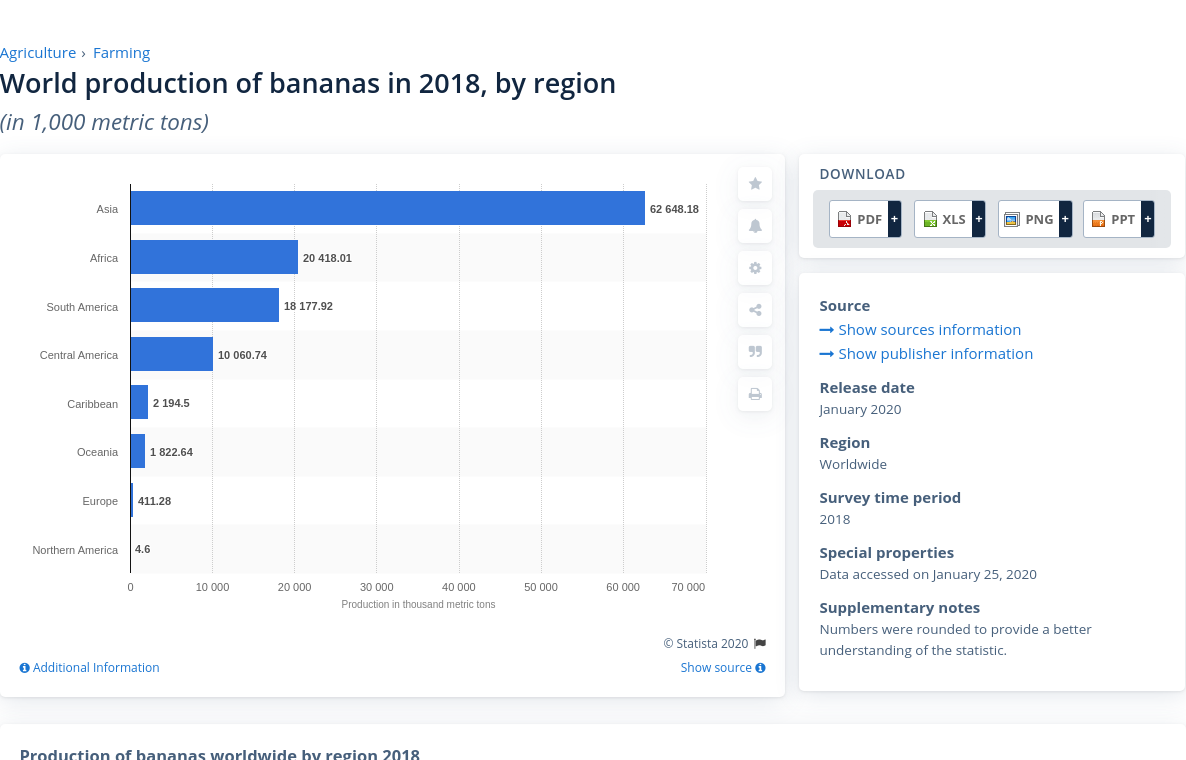 Agriculture › Farming
World production of bananas in 2018, by region
(in 1,000 metric tons)
Asia 62 648.18
Africa 20 418.01
South America 18 177.92
Central America 10 060.74
Caribbean 2 194.5
Oceania 1 822.64
Europe 411.28
Northern America 4.6
0 10 000 20 000 30 000 40 000 50 000 60 000 70 000
Production in thousand metric tons
© Statista 2020
Additional Information
Show source
DOWNLOAD
PDF + XLS + PNG + PPT +
Source
Show sources information
Show publisher information
Release date
January 2020
Region
Worldwide
Survey time period
2018
Special properties
Data accessed on January 25, 2020
Supplementary notes
Numbers were rounded to provide a better
understanding of the statistic.
Production of bananas worldwide by region 2018